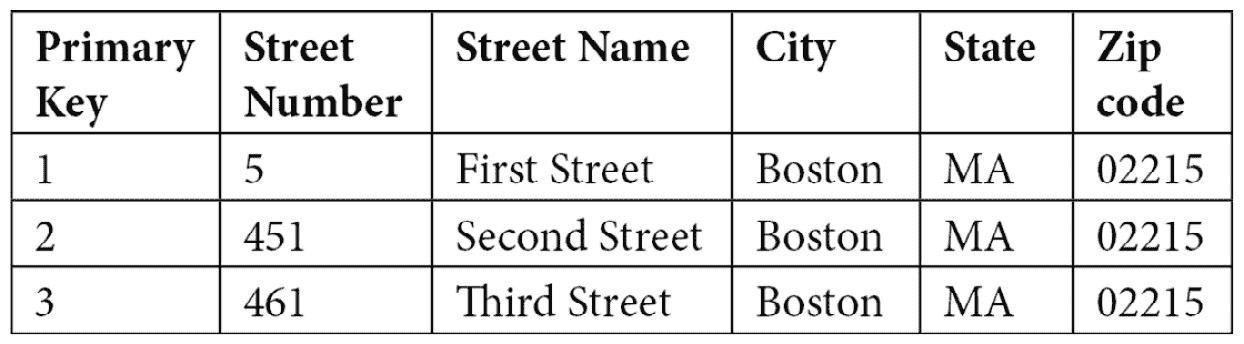 Primary Key Street Number Street Name City State Zip code
1 5 First Street Boston MA 02215
2 451 Second Street Boston MA 02215
3 461 Third Street Boston MA 02215